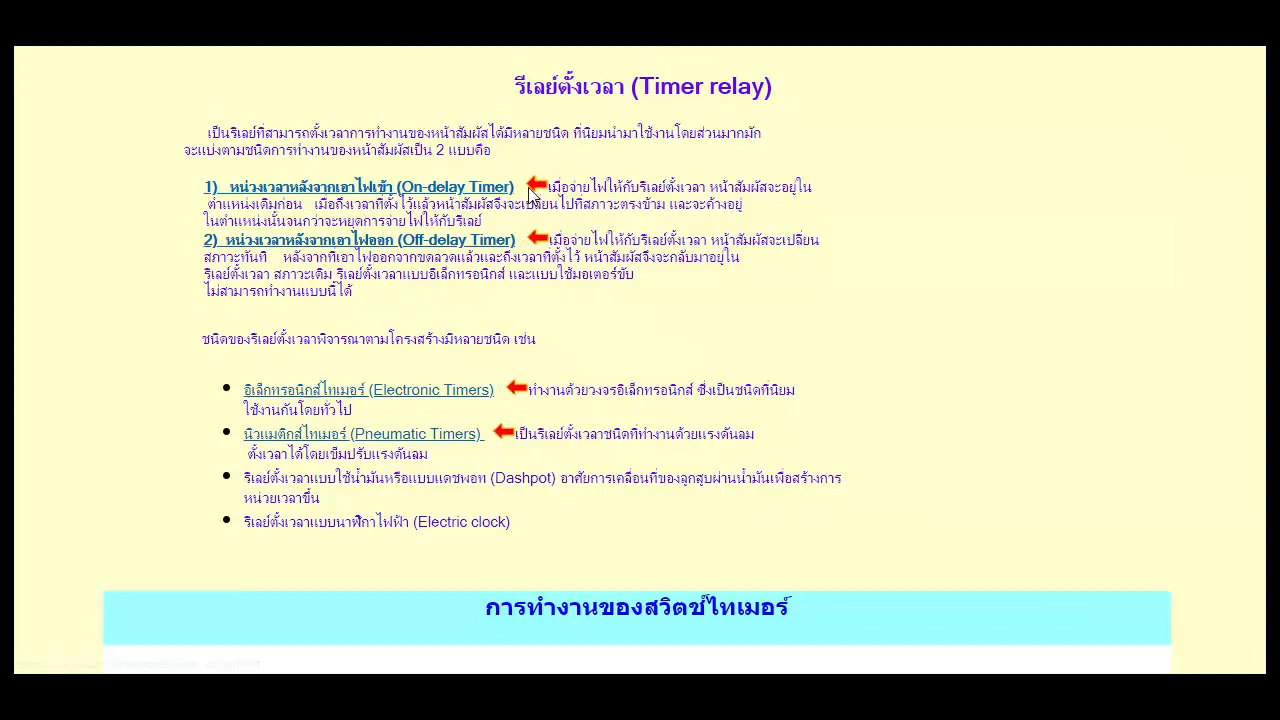 รีเลย์ตั้งเวลา (Timer relay)
เป็นรีเลย์ที่สามารถตั้งเวลาการทำงานของหน้าสัมผัสได้มีหลายชนิด ที่นิยมนำมาใช้งานโดยส่วนมากมัก
จะแบ่งตามชนิดการทำงานของหน้าสัมผัสเป็น 2 แบบคือ
1) หน่วงเวลาหลังจากเอาไฟเข้า (On-delay Timer) เมื่อจ่ายไฟให้กับรีเลย์ตั้งเวลา หน้าสัมผัสจะอยู่ใน
ตำแหน่งเดิมก่อน เมื่อถึงเวลาที่ตั้งไว้แล้วหน้าสัมผัสจึงจะเปลี่ยนไปที่สภาวะตรงข้าม และจะค้างอยู่
ในตำแหน่งนั้นจนกว่าจะหยุดการจ่ายไฟให้กับรีเลย์
2) หน่วงเวลาหลังจากเอาไฟออก (Off-delay Timer) เมื่อจ่ายไฟให้กับรีเลย์ตั้งเวลา หน้าสัมผัสจะเปลี่ยน
สภาวะทันที หลังจากที่เอาไฟออกจากขดลวดแล้วและถึงเวลาที่ตั้งไว้ หน้าสัมผัสจึงจะกลับมาอยู่ใน
รีเลย์ตั้งเวลา สภาวะเดิม รีเลย์ตั้งเวลาแบบอิเล็กทรอนิกส์ และแบบใช้มอเตอร์ขับ
ไม่สามารถทำงานแบบนี้ได้
ชนิดของรีเลย์ตั้งเวลาพิจารณาตามโครงสร้างมีหลายชนิด เช่น
อิเล็กทรอนิกส์ไทเมอร์ (Electronic Timers) ทำงานด้วยวงจรอิเล็กทรอนิกส์ ซึ่งเป็นชนิดที่นิยม
ใช้งานกันโดยทั่วไป
นิวแมติกส์ไทเมอร์ (Pneumatic Timers) เป็นรีเลย์ตั้งเวลาชนิดที่ทำงานด้วยแรงดันลม
ตั้งเวลาได้โดยเข็มปรับแรงดันลม
รีเลย์ตั้งเวลาแบบใช้น้ำมันหรือแบบแดชพอท (Dashpot) อาศัยการเคลื่อนที่ของลูกสูบผ่านน้ำมันเพื่อสร้างการ
หน่วยเวลาขึ้น
รีเลย์ตั้งเวลาแบบนาฬิกาไฟฟ้า (Electric clock)
การทำงานของสวิตช์ไทเมอร์